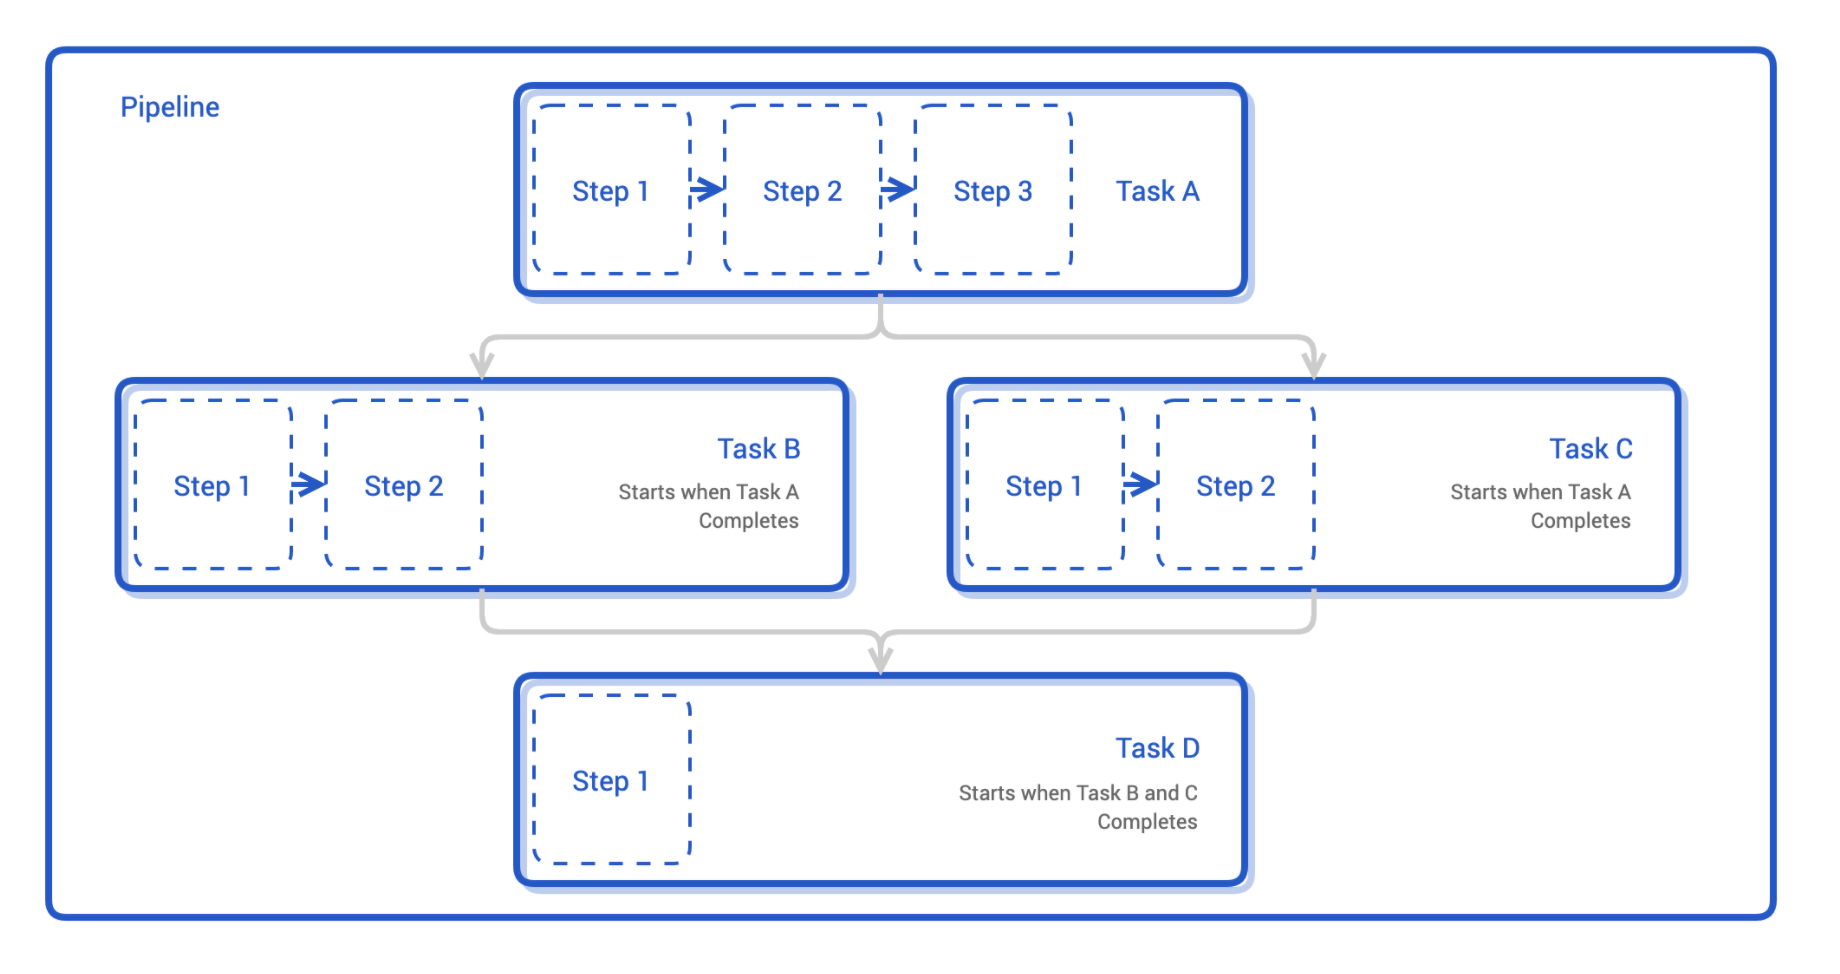 Pipeline
Step 1
Step 2
Step 3
Task A
Step 1
Step 2
Task B
Starts when Task A
Completes
Step 1
Step 2
Task C
Starts when Task A
Completes
Step 1
Task D
Starts when Task B and C
Completes